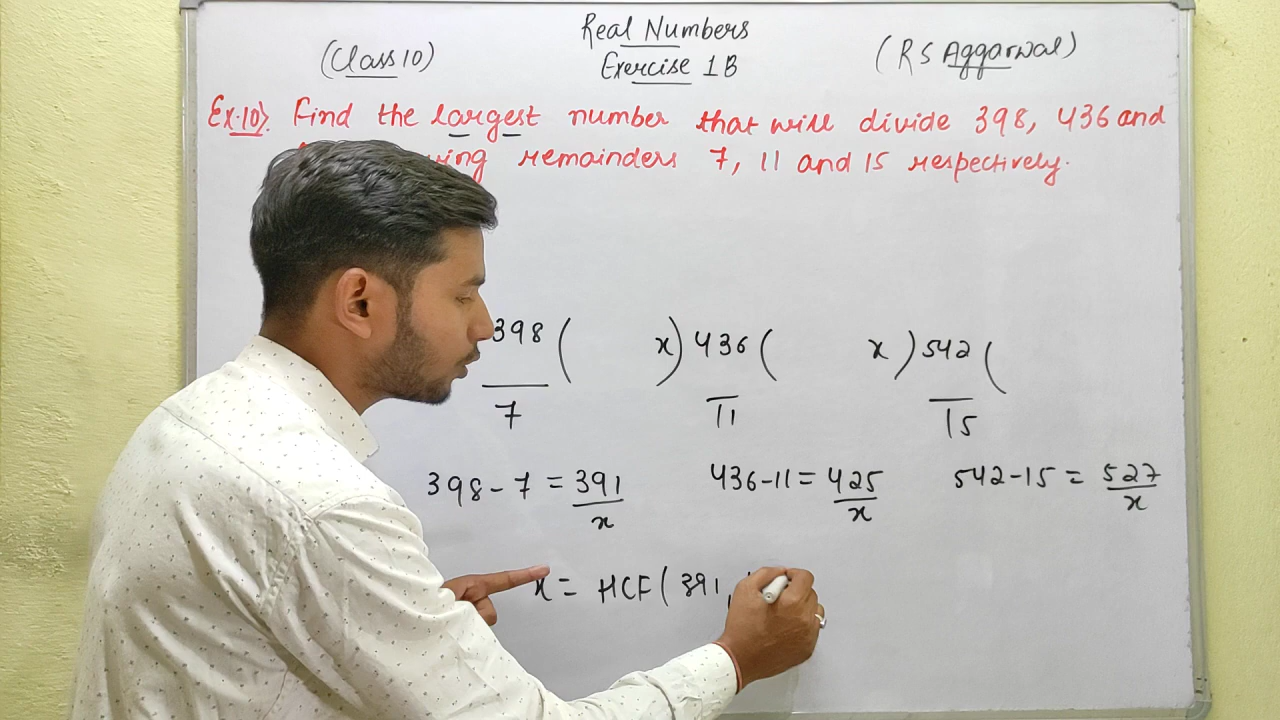 Real Numbers
(Class 10) Exercise 1B (RS Aggarwal)
Ex.10). Find the largest number that will divide 398, 436 and
remainders 7, 11 and 15 respectively.
398( x)436( x)542(
7 11 15
398-7=391/x 436-11=425/x 542-15=527/x
x= HCF(391,